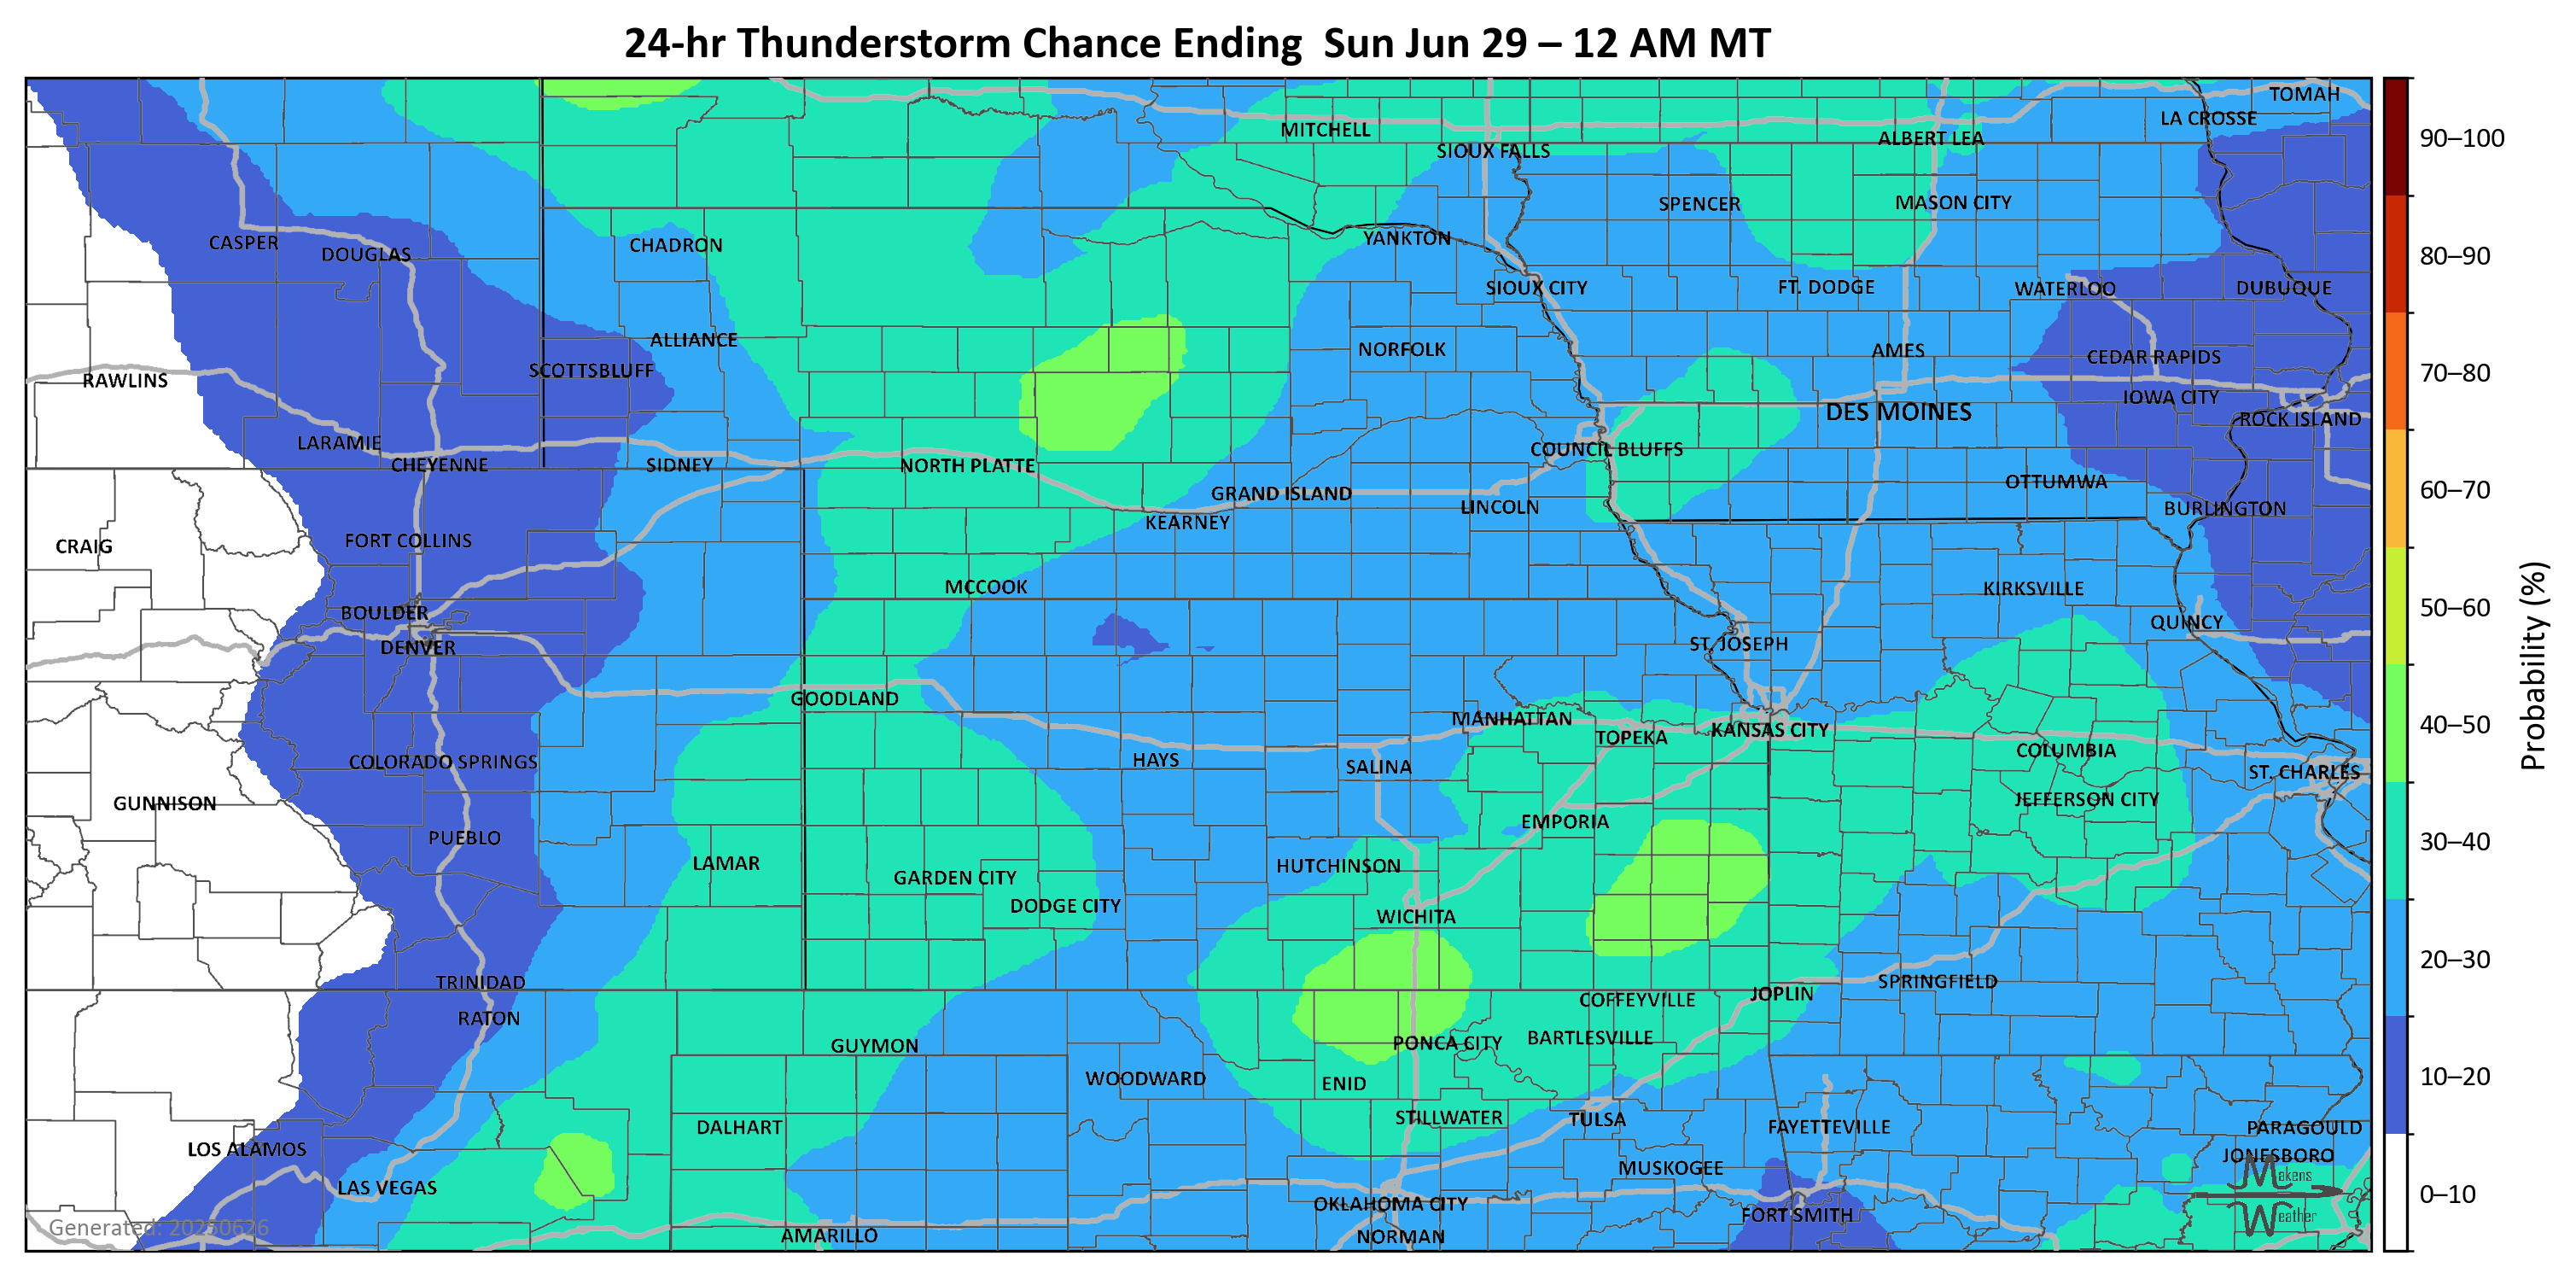 24-hr Thunderstorm Chance Ending  Sun Jun 29 – 12 AM MT
TOMAH
LA CROSSE
MITCHELL
ALBERT LEA
SIOUX FALLS
SPENCER
MASON CITY
CASPER
DOUGLAS
CHADRON
YANKTON
SIOUX CITY
FT. DODGE
WATERLOO
DUBUQUE
ALLIANCE
NORFOLK
AMES
CEDAR RAPIDS
SCOTTSBLUFF
RAWLINS
IOWA CITY
DES MOINES
ROCK ISLAND
LARAMIE
COUNCIL BLUFFS
CHEYENNE
SIDNEY
NORTH PLATTE
OTTUMWA
GRAND ISLAND
LINCOLN
BURLINGTON
KEARNEY
CRAIG
FORT COLLINS
MCCOOK
KIRKSVILLE
BOULDER
QUINCY
DENVER
ST. JOSEPH
GOODLAND
MANHATTAN
TOPEKA
KANSAS CITY
COLUMBIA
COLORADO SPRINGS
HAYS
SALINA
ST. CHARLES
GUNNISON
JEFFERSON CITY
EMPORIA
PUEBLO
LAMAR
HUTCHINSON
GARDEN CITY
DODGE CITY
WICHITA
TRINIDAD
SPRINGFIELD
JOPLIN
COFFEYVILLE
RATON
BARTLESVILLE
GUYMON
PONCA CITY
WOODWARD
ENID
STILLWATER
TULSA
DALHART
FAYETTEVILLE
PARAGOULD
LOS ALAMOS
JONESBORO
MUSKOGEE
LAS VEGAS
OKLAHOMA CITY
FORT SMITH
AMARILLO
NORMAN
Generated: 20250626
Makens
Weather
90–100
80–90
70–80
60–70
50–60
40–50
30–40
20–30
10–20
0–10
Probability (%)